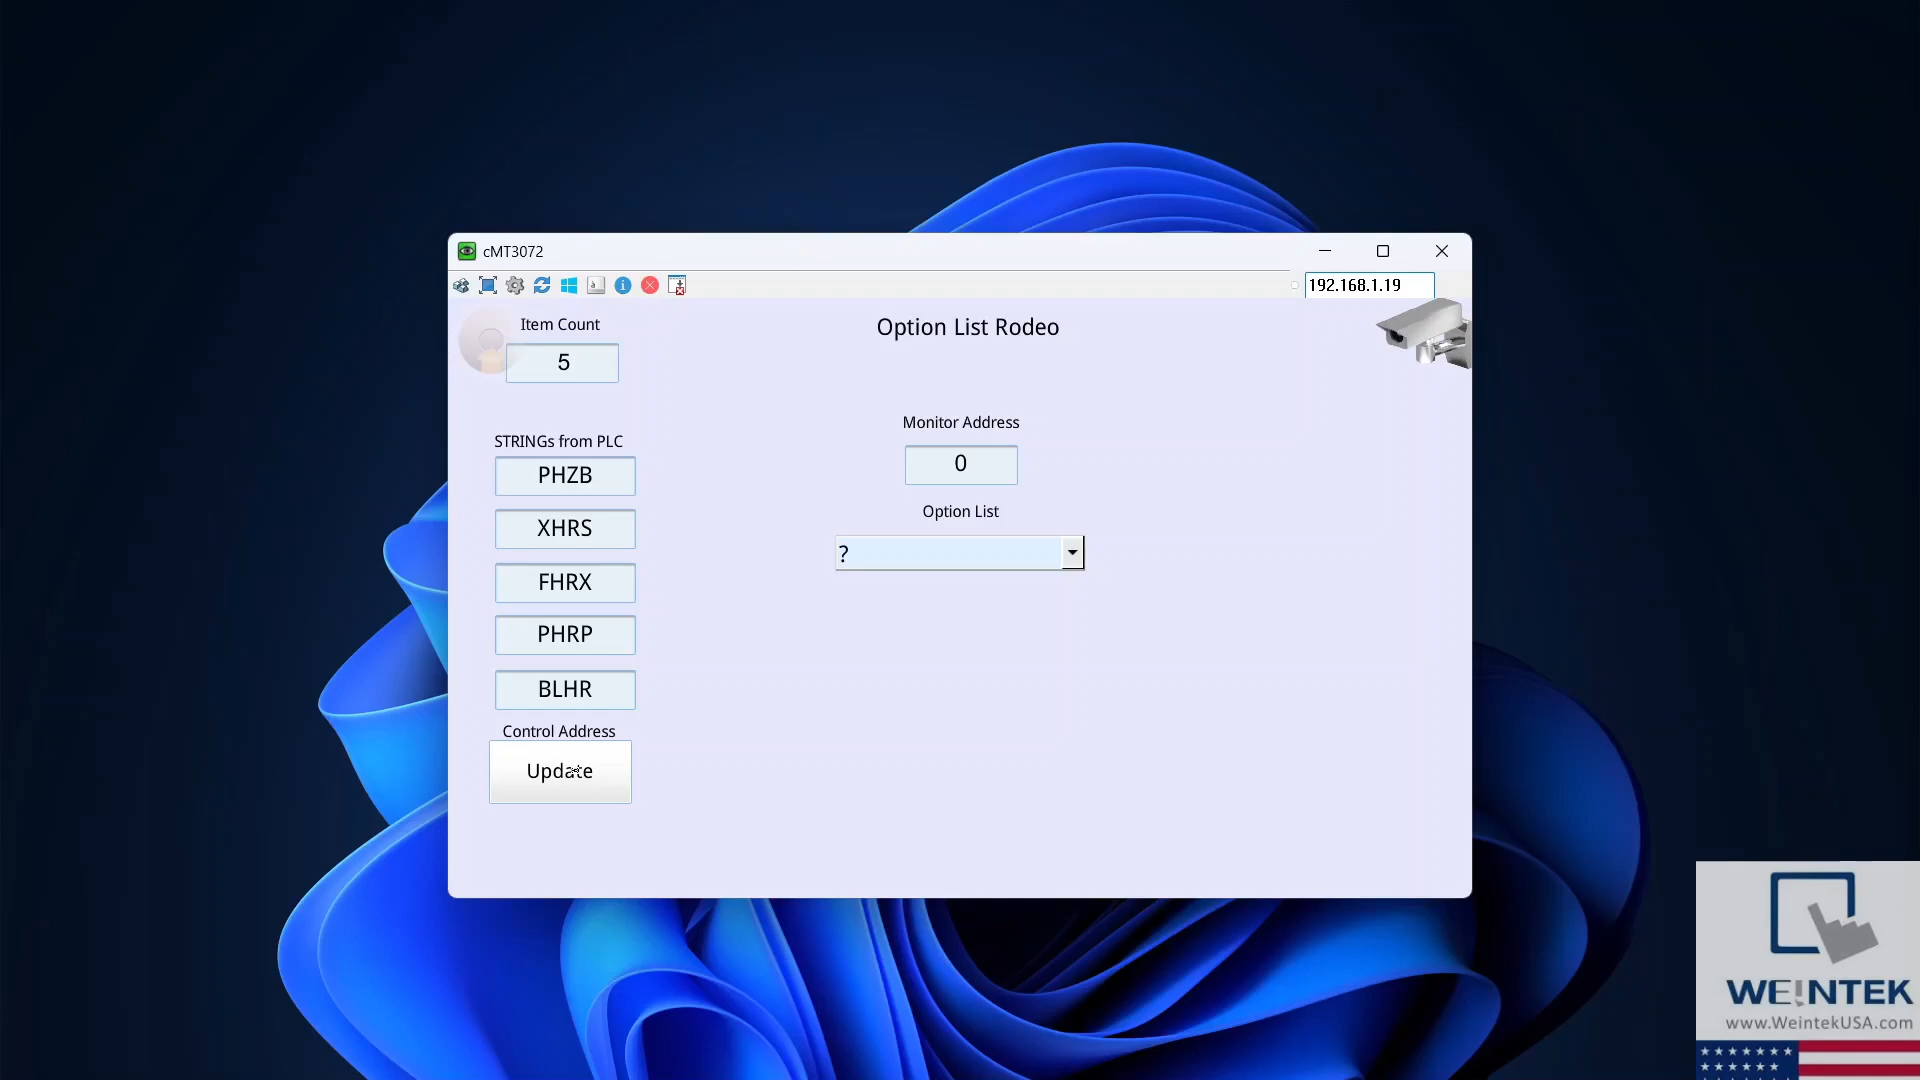 cMT3072
192.168.1.19
Item Count
5
Option List Rodeo
Monitor Address
0
STRINGs from PLC
PHZB
XHRS
FHRX
PHRP
BLHR
Option List
?
Control Address
Update
WEINTEK
www.WeintekUSA.com